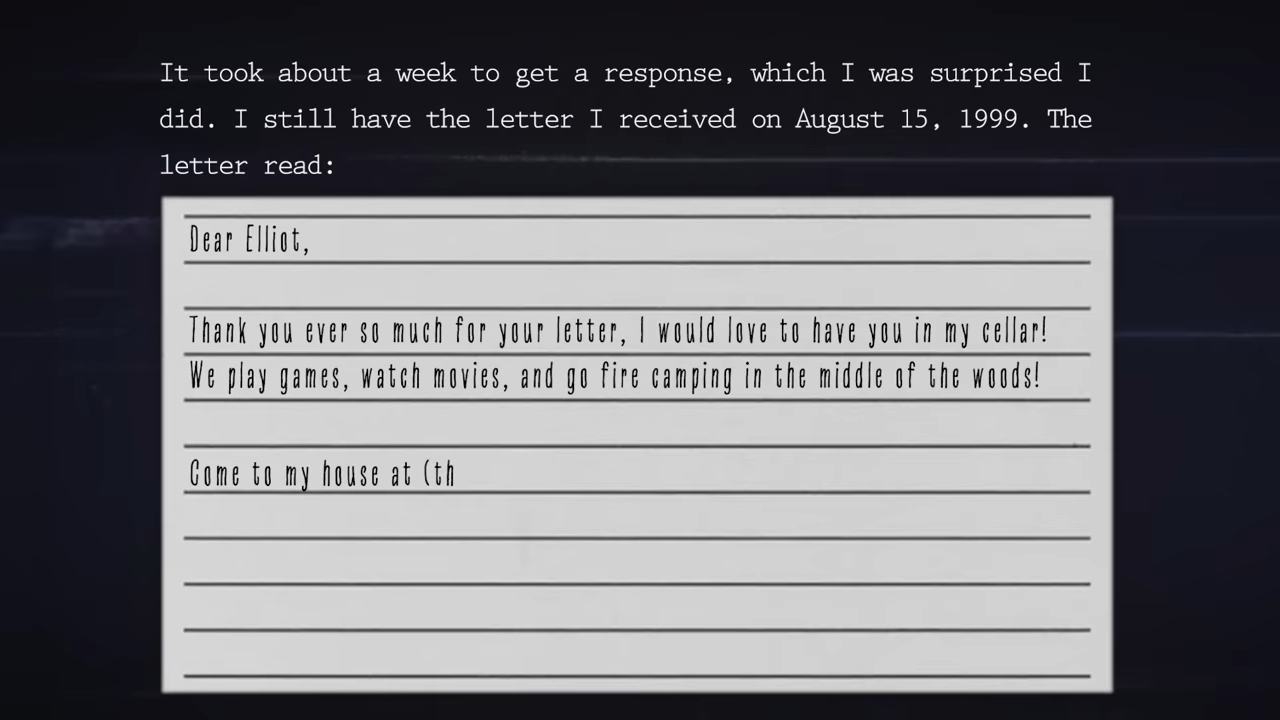 It took about a week to get a response, which I was surprised I
did. I still have the letter I received on August 15, 1999. The
letter read:
Dear Elliot,
Thank you ever so much for your letter, I would love to have you in my cellar!
We play games, watch movies, and go fire camping in the middle of the woods!
Come to my house at (th